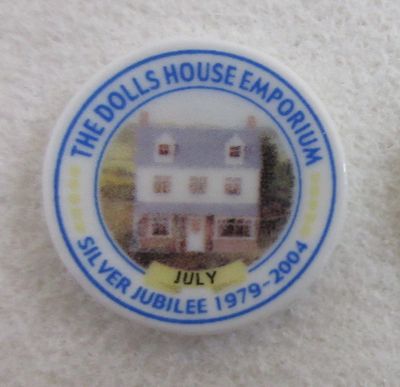 THE DOLLS HOUSE EMPORIUM
JULY
SILVER JUBILEE 1979-2004